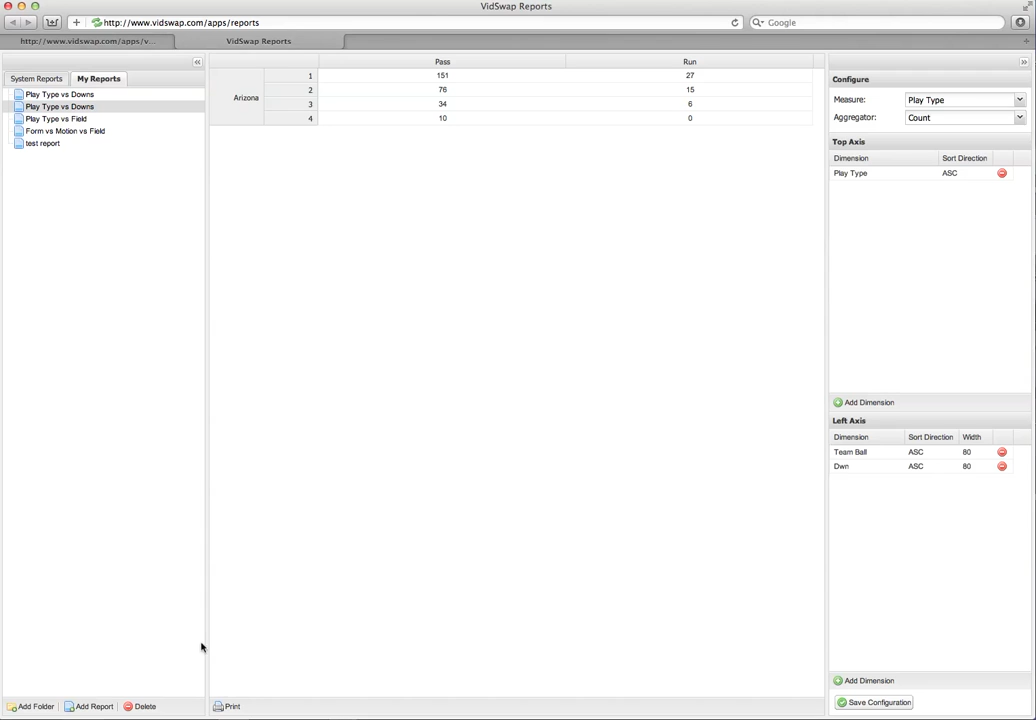 VidSwap Reports
http://www.vidswap.com/apps/reports
Google
http://www.vidswap.com/apps/v...
VidSwap Reports
System Reports
My Reports
Play Type vs Downs
Play Type vs Downs
Play Type vs Field
Form vs Motion vs Field
test report
Pass Run
Arizona
1 151 27
2 76 15
3 34 6
4 10 0
Configure
Measure: Play Type
Aggregator: Count
Top Axis
Dimension Sort Direction
Play Type ASC
Add Dimension
Left Axis
Dimension Sort Direction Width
Team Ball ASC 80
Dwn ASC 80
Add Dimension
Save Configuration
Add Folder Add Report Delete
Print